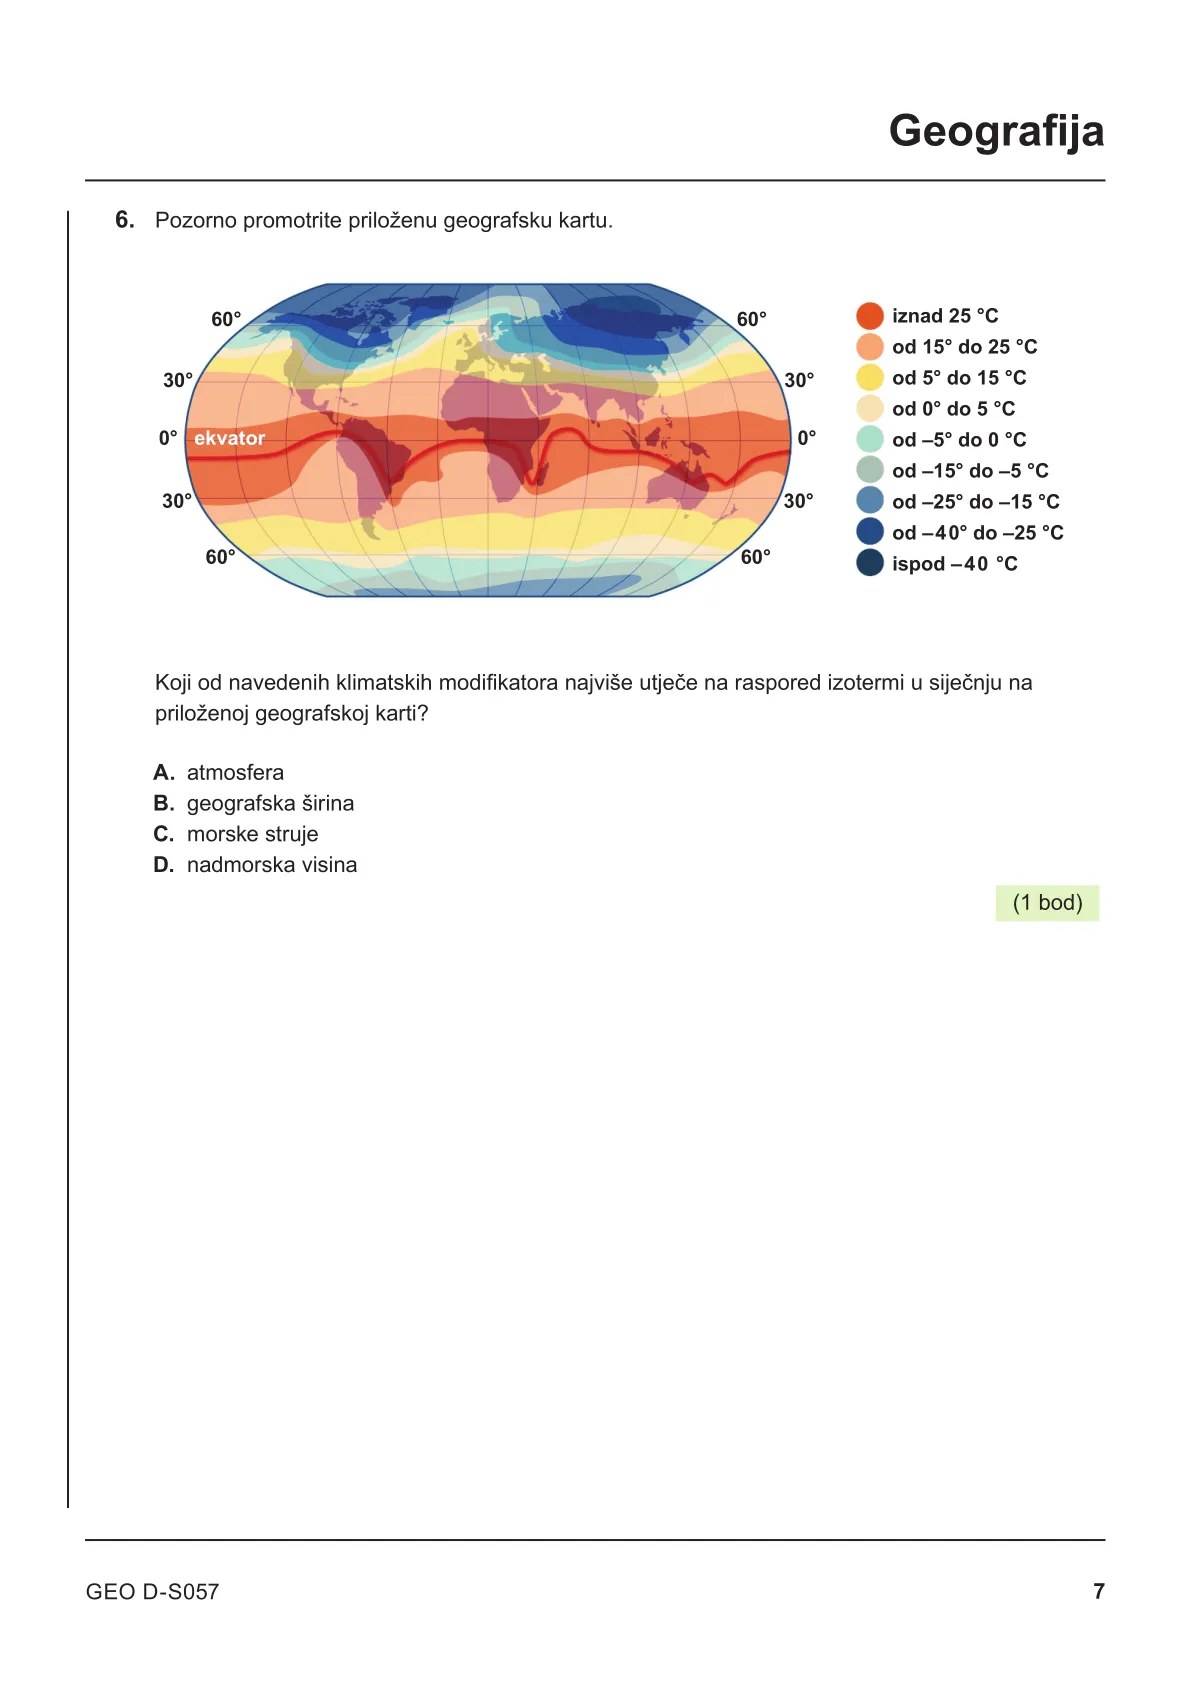 Geografija
6. Pozorno promotrite priloženu geografsku kartu.
60° 60°
30° 30°
0° ekvator 0°
30° 30°
60° 60°
iznad 25 °C
od 15° do 25 °C
od 5° do 15 °C
od 0° do 5 °C
od –5° do 0 °C
od –15° do –5 °C
od –25° do –15 °C
od –40° do –25 °C
ispod –40 °C
Koji od navedenih klimatskih modifikatora najviše utječe na raspored izotermi u siječnju na
priloženoj geografskoj karti?
A. atmosfera
B. geografska širina
C. morske struje
D. nadmorska visina
(1 bod)
GEO D-S057
7